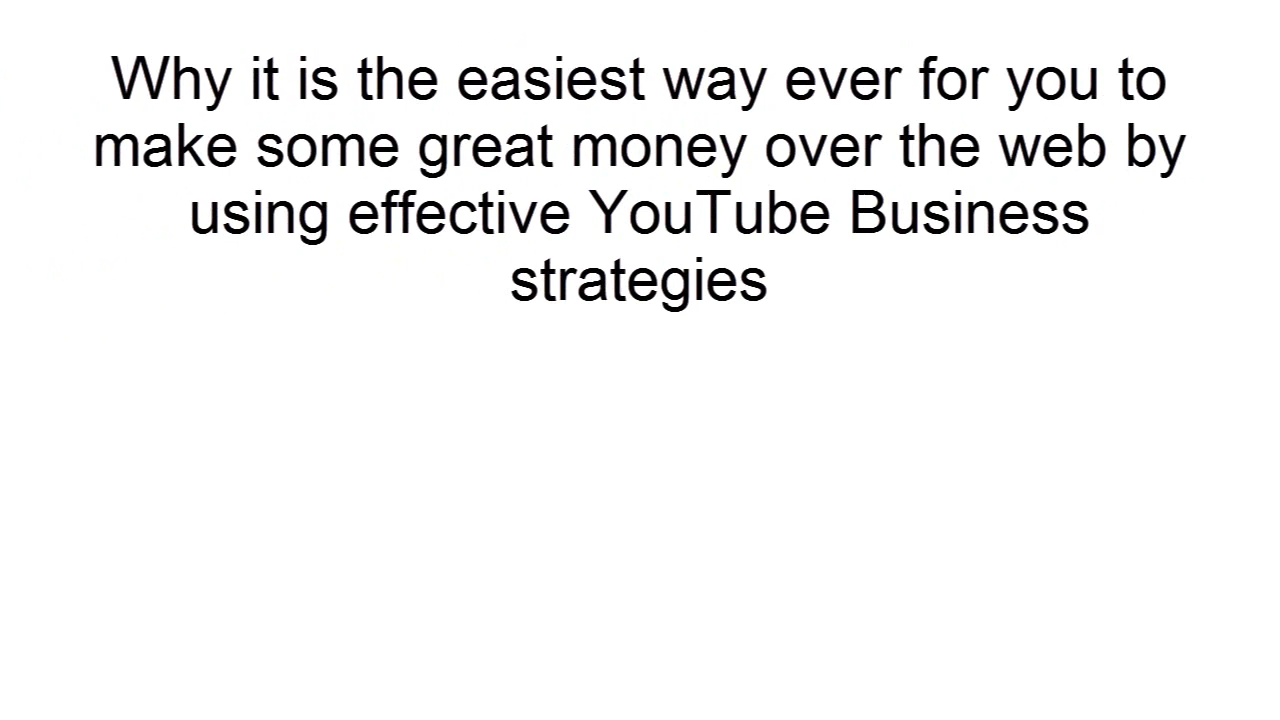 Why it is the easiest way ever for you to
make some great money over the web by
using effective YouTube Business
strategies